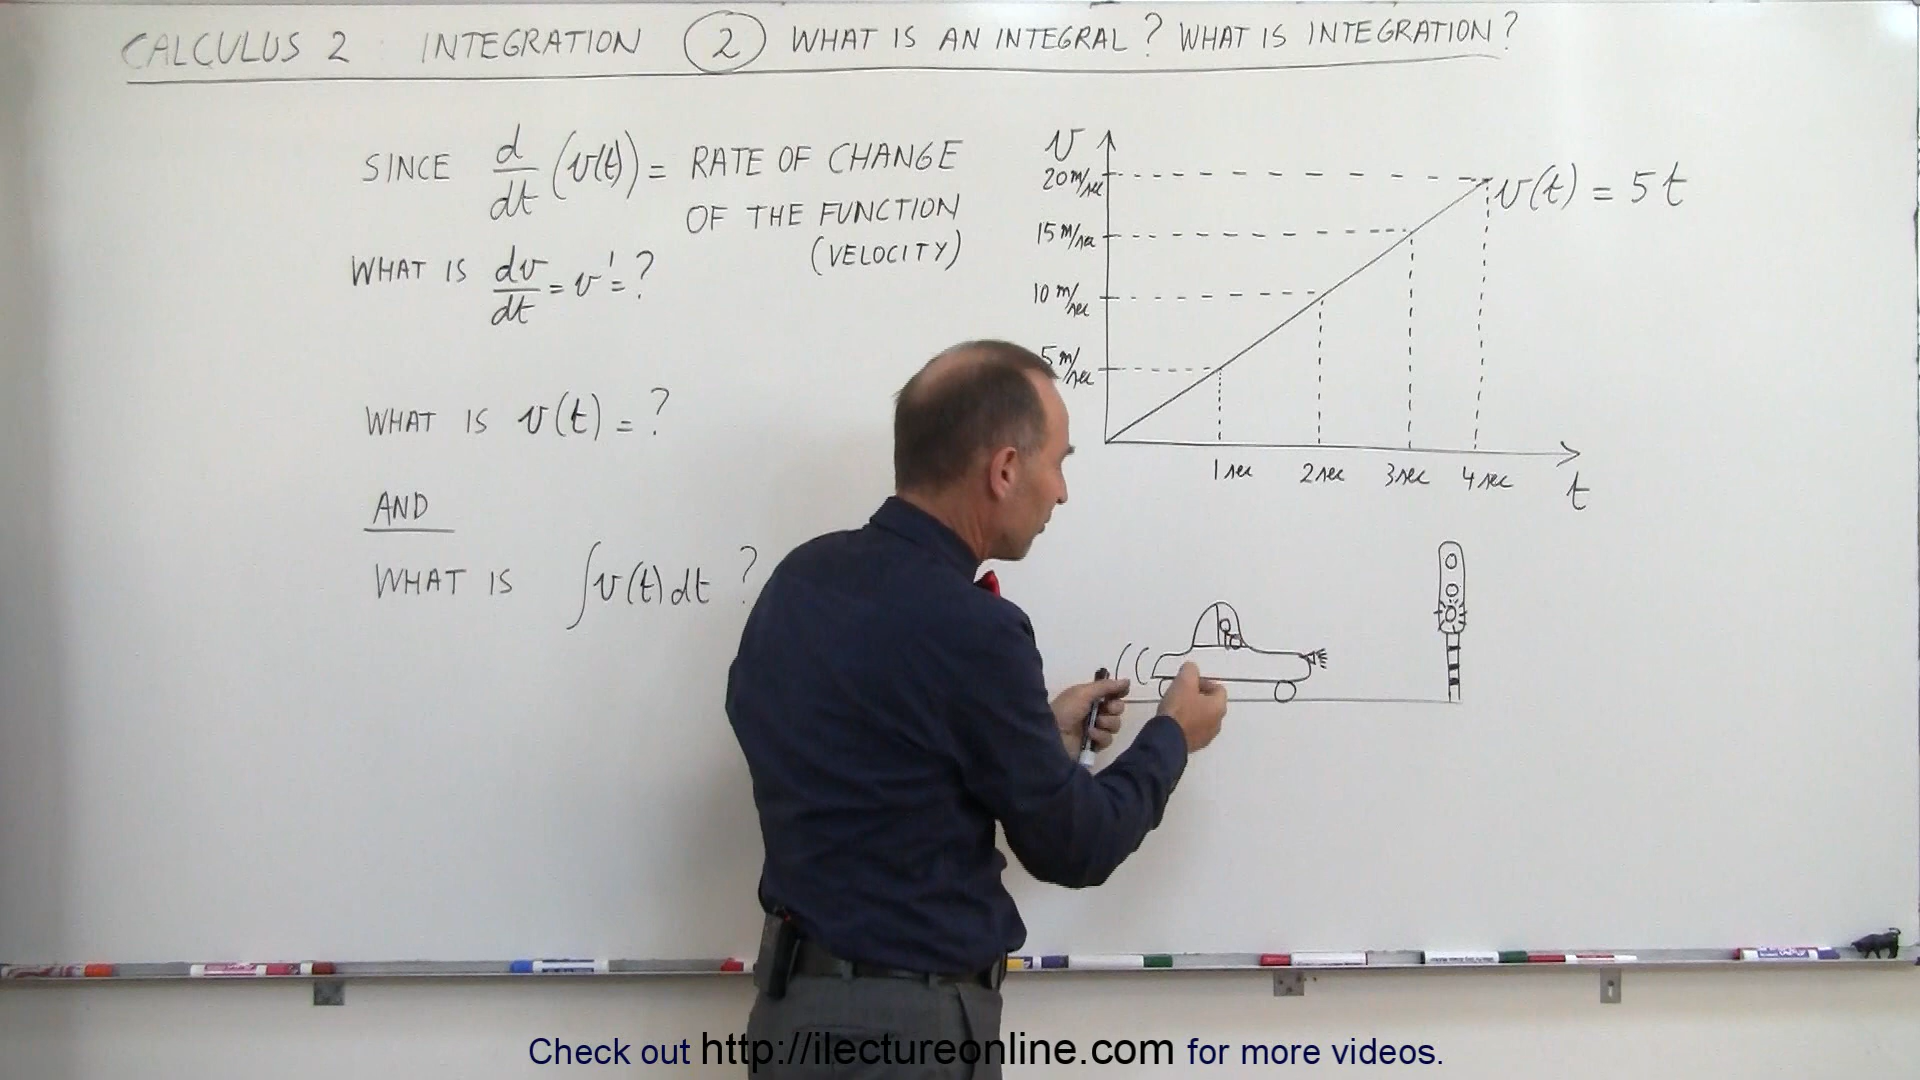 CALCULUS 2 INTEGRATION 2 WHAT IS AN INTEGRAL? WHAT IS INTEGRATION?
SINCE d/dt (v(t)) = RATE OF CHANGE
OF THE FUNCTION
(VELOCITY)
WHAT IS dv/dt = v' = ?
WHAT IS v(t) = ?
AND
WHAT IS ∫v(t)dt ?
v
20 m/sec
v(t) = 5t
15 m/sec
10 m/sec
5 m/sec
1 sec 2 sec 3 sec 4 sec
t
Check out http://ilectureonline.com for more videos.